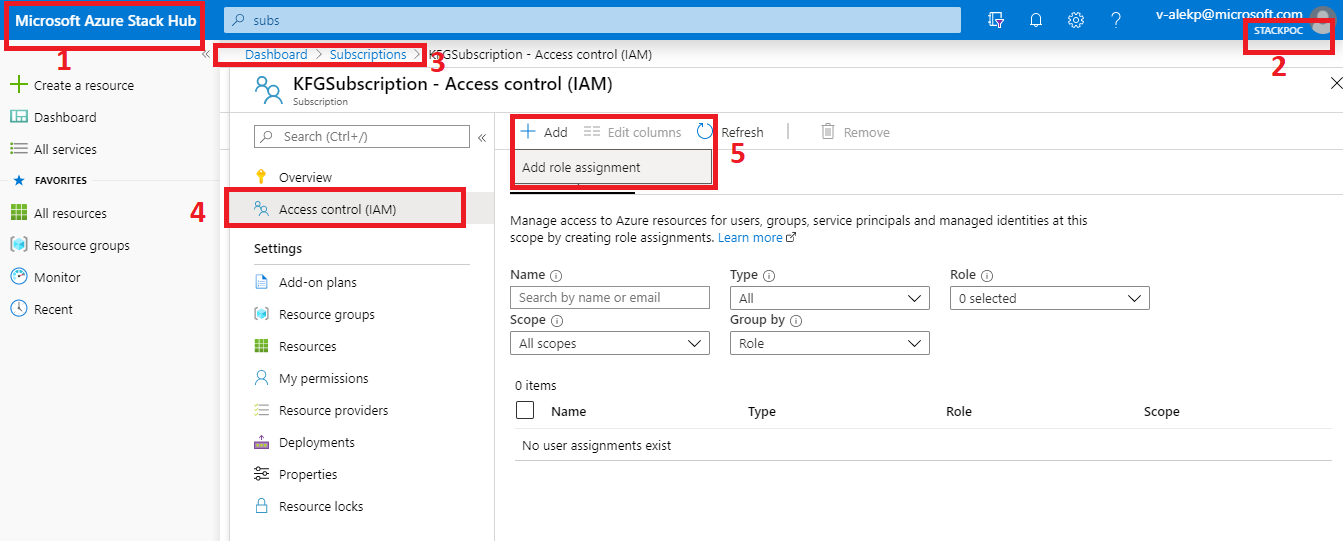 Microsoft Azure Stack Hub
subs
v-alekp@microsoft.com
STACKPOC
1
2
3
4
5
«
Create a resource
Dashboard
All services
FAVORITES
All resources
Resource groups
Monitor
Recent
Dashboard > Subscriptions > KFGSubscription - Access control (IAM)
KFGSubscription - Access control (IAM)
Subscription
Search (Ctrl+/)
«
Overview
Access control (IAM)
Settings
Add-on plans
Resource groups
Resources
My permissions
Resource providers
Deployments
Properties
Resource locks
Add Edit columns Refresh | Remove
Add role assignment
Manage access to Azure resources for users, groups, service principals and managed identities at this
scope by creating role assignments. Learn more
Name Type Role
Search by name or email All 0 selected
Scope Group by
All scopes Role
0 items
Name Type Role Scope
No user assignments exist